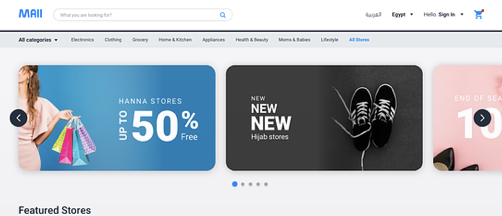 MAll
What you are looking for?
العربية
Egypt
Hello. Sign In
All categories
Electronics
Clothing
Grocery
Home & Kitchen
Appliances
Health & Beauty
Moms & Babies
Lifestyle
All Stores
HANNA STORES
UP TO 50%
Free
NEW
NEW
NEW
Hijab stores
END OF SEA
10
Featured Stores